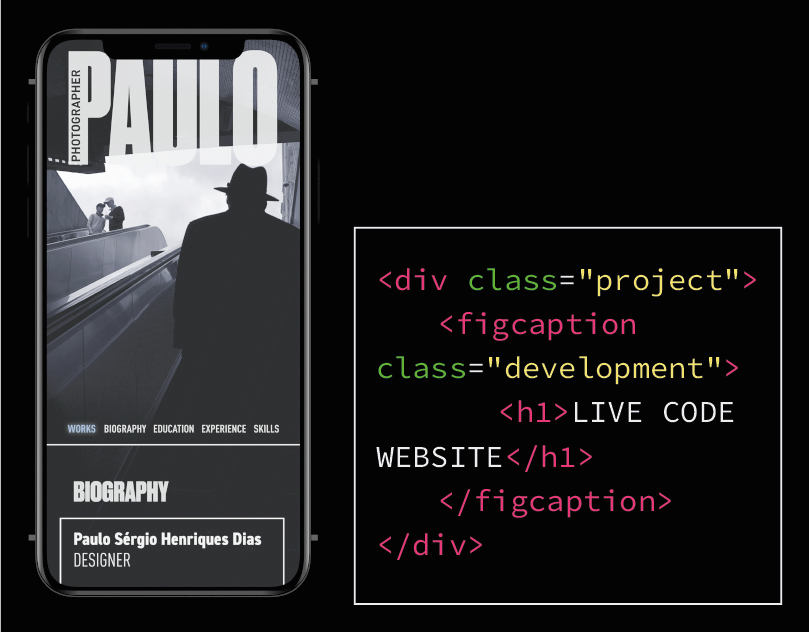 PHOTOGRAPHER
PAULO
WORKS BIOGRAPHY EDUCATION EXPERIENCE SKILLS
BIOGRAPHY
Paulo Sérgio Henriques Dias
DESIGNER
<div class="project">
<figcaption
class="development">
<h1>LIVE CODE
WEBSITE</h1>
</figcaption>
</div>